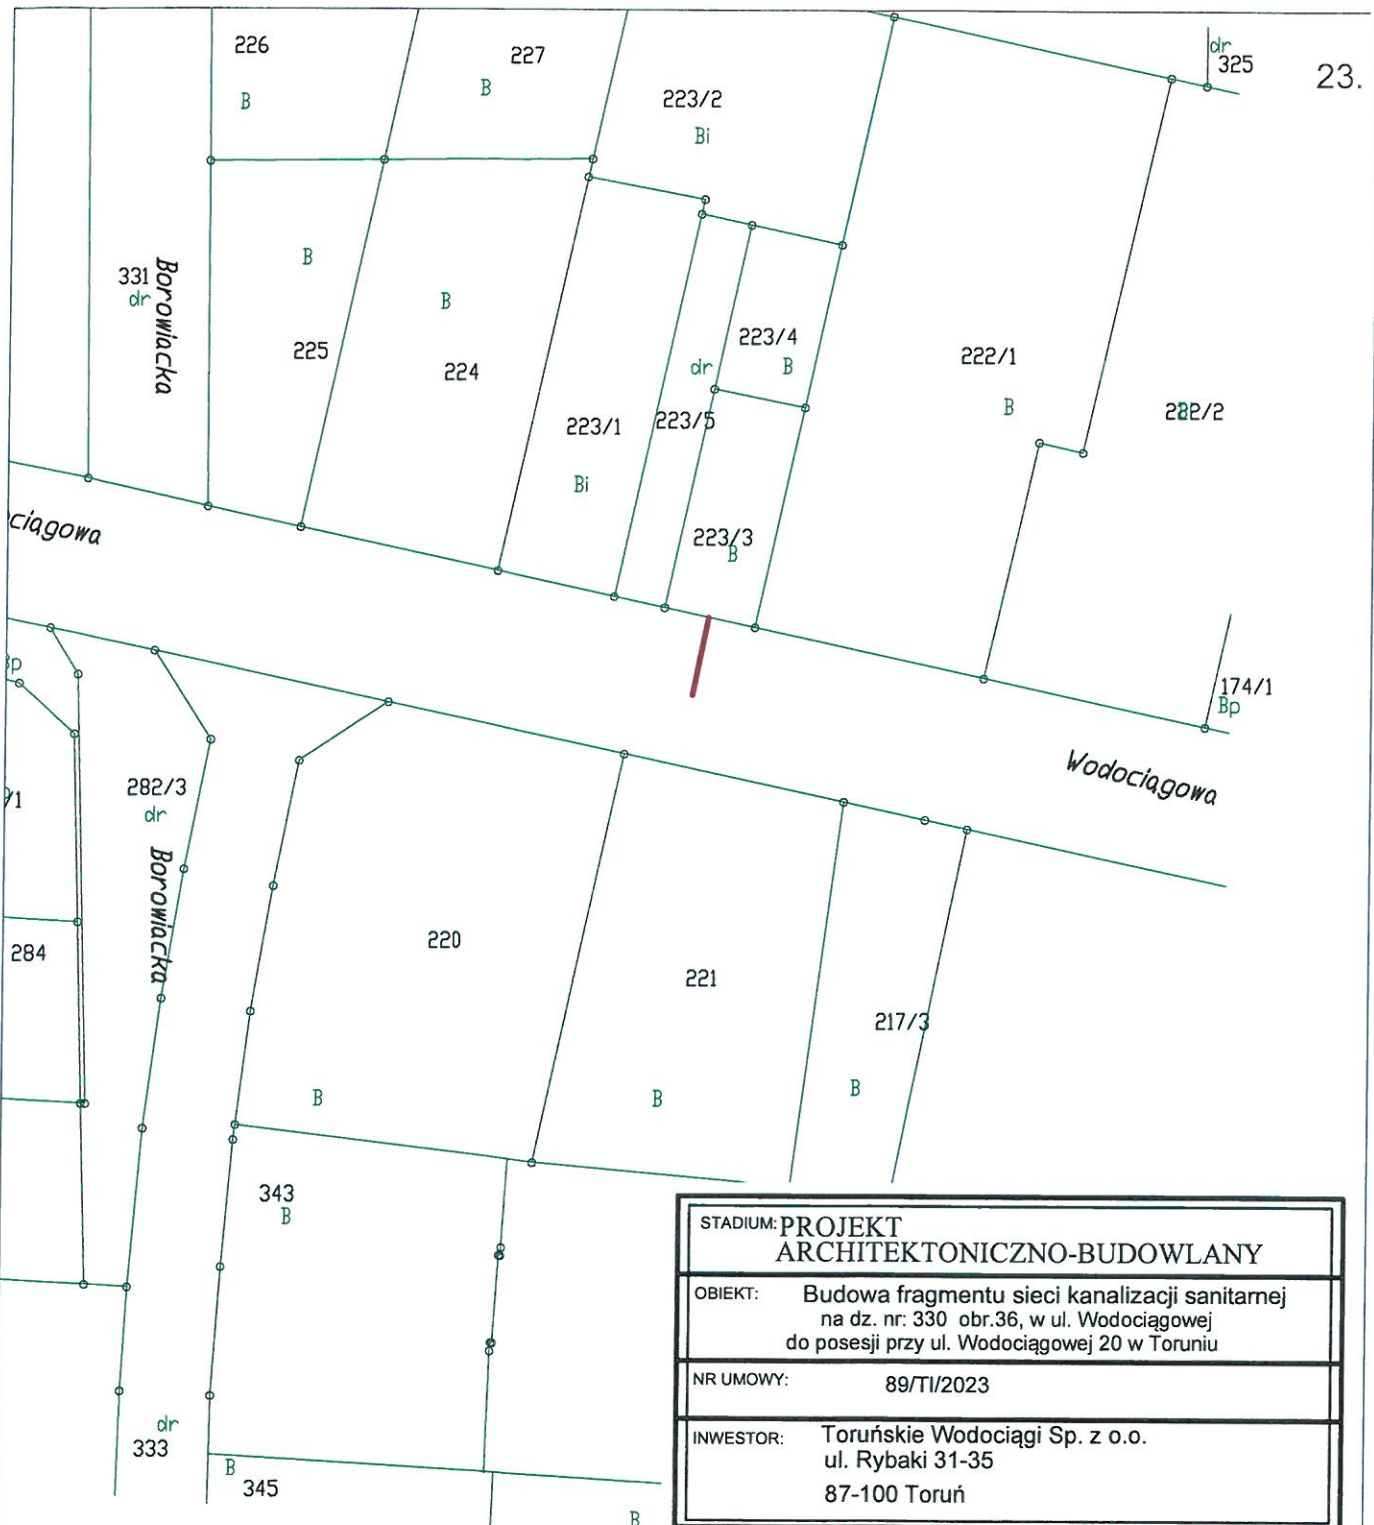 226
B
227
B
223/2
Bi
dr
325
23.
331
dr
Borowiacka
B
225
B
224
223/4
B
dr
223/5
223/1
Bi
223/3
B
222/1
B
ciągowa
174/1
Bp
Wodociągowa
282/3
dr
Borowiacka
284
220
B
221
B
217/3
B
343
B
dr
333
B
345
B
STADIUM: PROJEKT
ARCHITEKTONICZNO-BUDOWLANY
OBIEKT: Budowa fragmentu sieci kanalizacji sanitarnej
na dz. nr: 330 obr.36, w ul. Wodociągowej
do posesji przy ul. Wodociągowej 20 w Toruniu
NR UMOWY: 89/TI/2023
INWESTOR: Toruńskie Wodociągi Sp. z o.o.
ul. Rybaki 31-35
87-100 Toruń